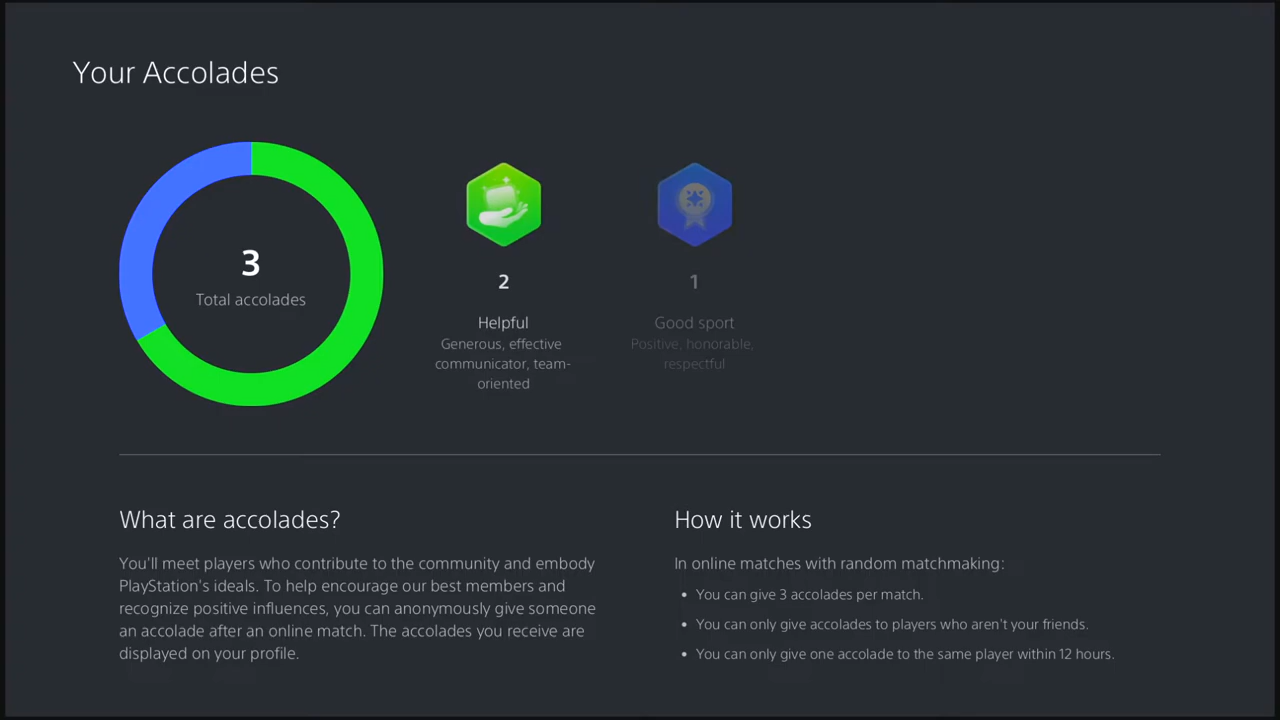 Your Accolades
3
Total accolades
2
Helpful
Generous, effective
communicator, team-
oriented
1
Good sport
Positive, honorable,
respectful
What are accolades?
You'll meet players who contribute to the community and embody
PlayStation's ideals. To help encourage our best members and
recognize positive influences, you can anonymously give someone
an accolade after an online match. The accolades you receive are
displayed on your profile.
How it works
In online matches with random matchmaking:
• You can give 3 accolades per match.
• You can only give accolades to players who aren't your friends.
• You can only give one accolade to the same player within 12 hours.